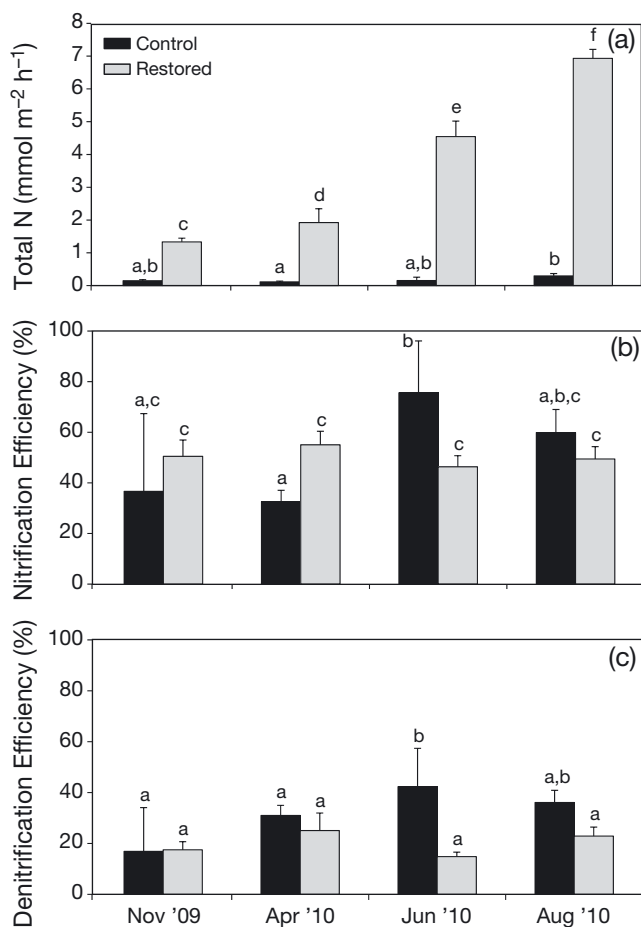 8
(a)
f
Control
7
Restored
6
e
5
4
3
d
2
c
1
a,b
a
a,b
b
0
Total N (mmol m⁻² h⁻¹)
100
(b)
b
80
a,c
a,b,c
c
c
c
c
60
a
40
20
0
Nitrification Efficiency (%)
100
(c)
80
60
b
a,b
a
a
a
a
a
a
40
20
0
Denitrification Efficiency (%)
Nov '09
Apr '10
Jun '10
Aug '10